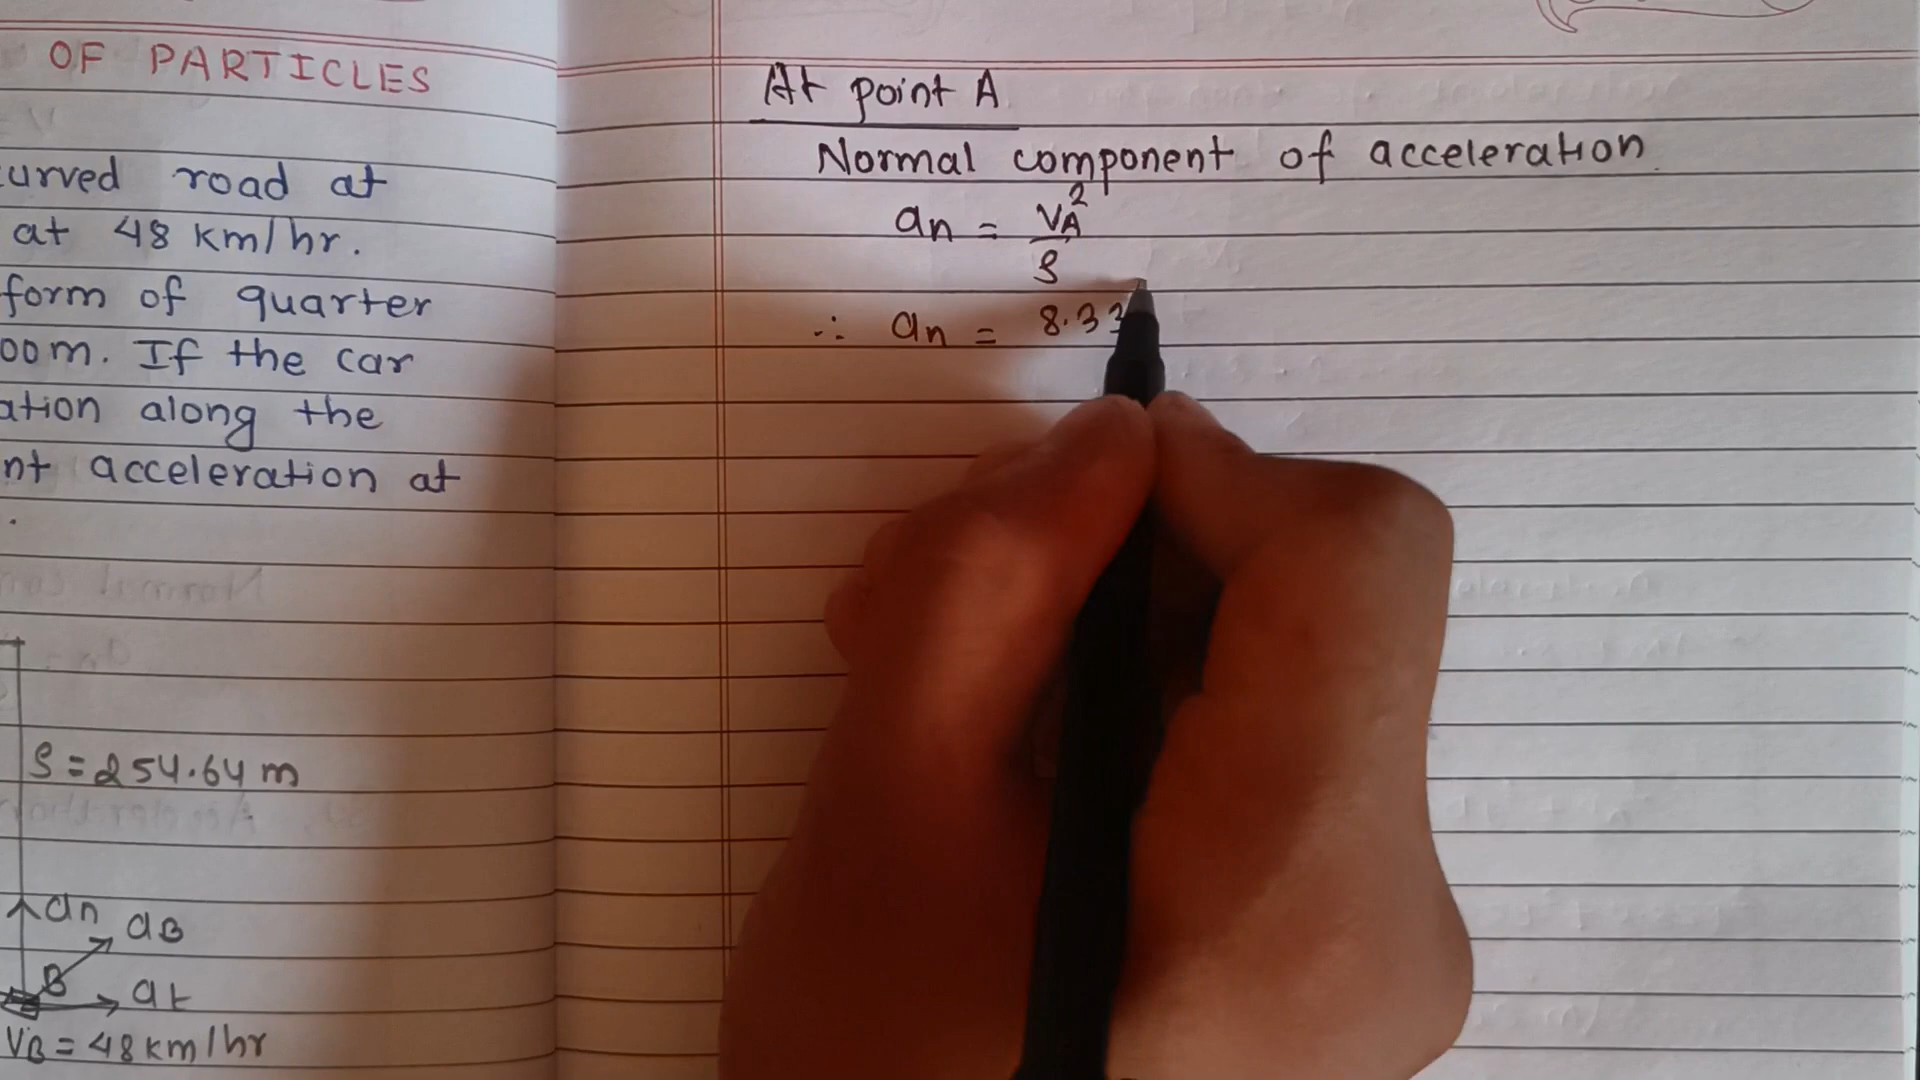 OF PARTICLES
urved road at
at 48 km/hr.
form of quarter
00m. If the car
ation along the
nt acceleration at
.
ρ = 254.64 m
an
aB
B
at
VB = 48 km/hr
At point A
Normal component of acceleration
an = VA²
ρ
∴ an = 8.33